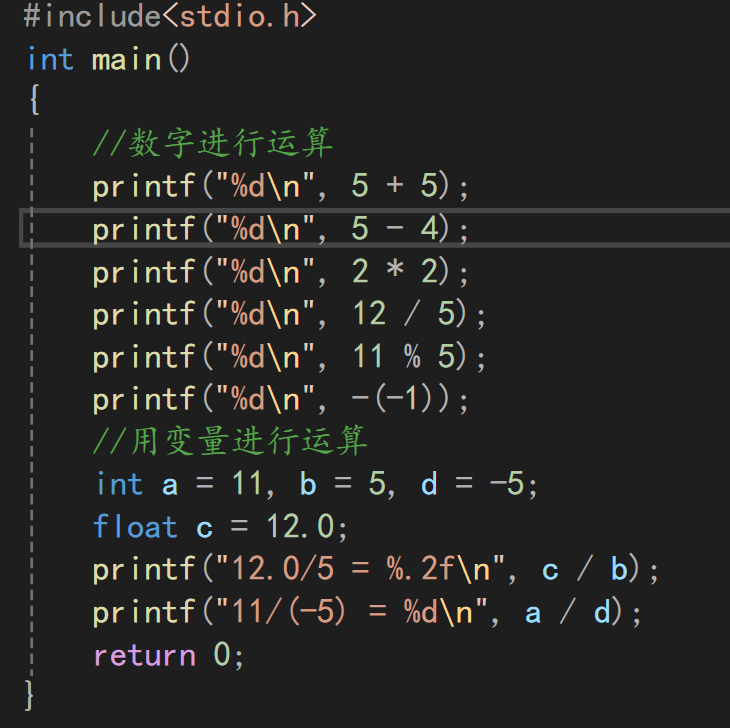 #include<stdio.h>
int main()
{
//数字进行运算
printf("%d\n", 5 + 5);
printf("%d\n", 5 - 4);
printf("%d\n", 2 * 2);
printf("%d\n", 12 / 5);
printf("%d\n", 11 % 5);
printf("%d\n", -(-1));
//用变量进行运算
int a = 11, b = 5, d = -5;
float c = 12.0;
printf("12.0/5 = %.2f\n", c / b);
printf("11/(-5) = %d\n", a / d);
return 0;
}